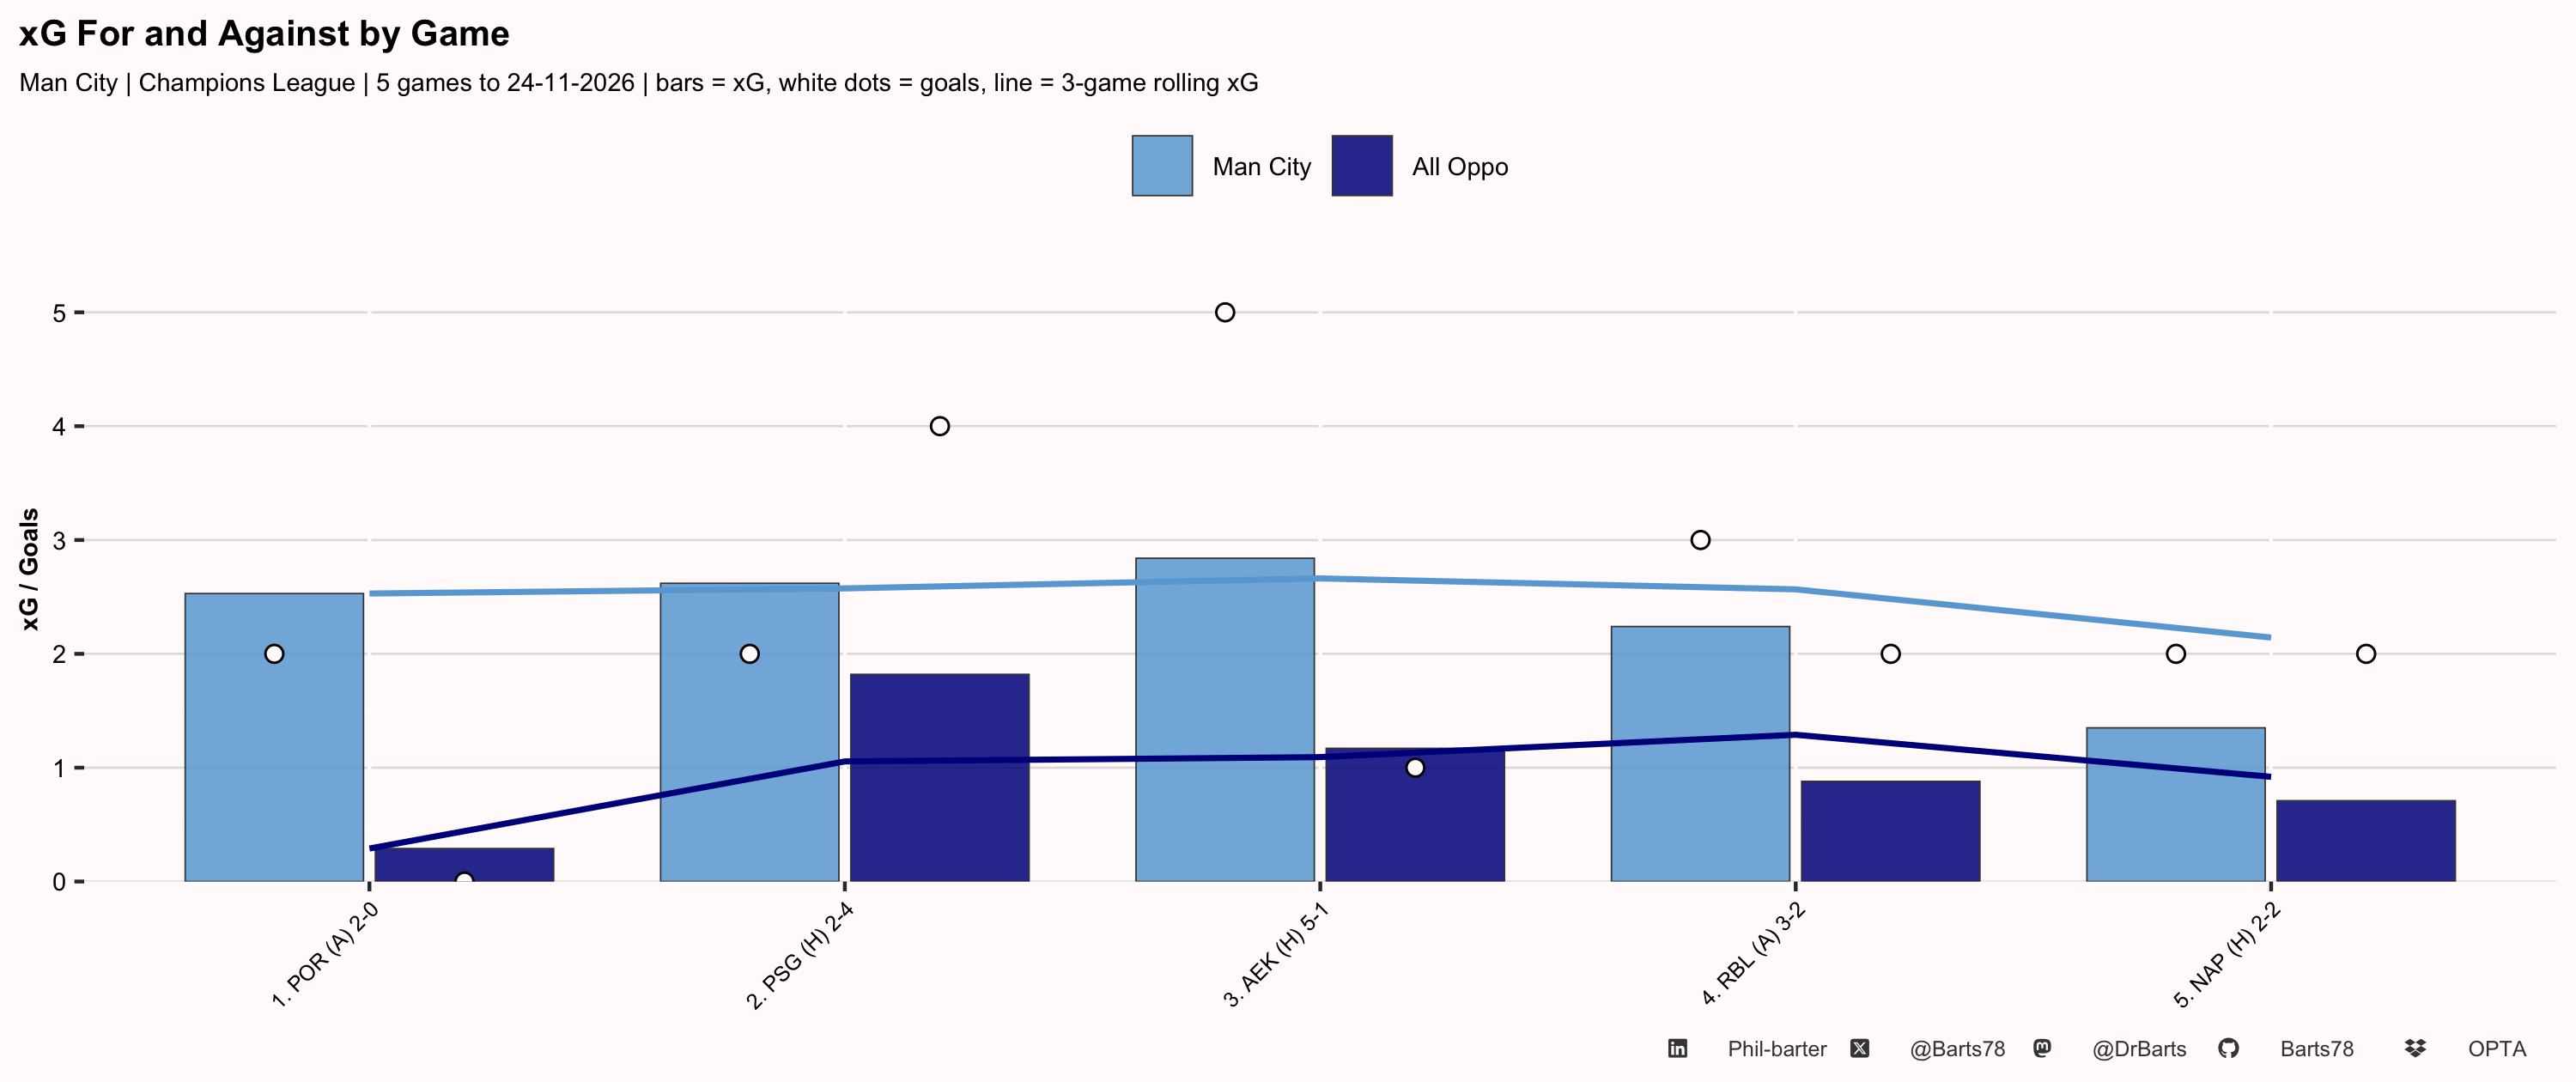 xG For and Against by Game
Man City | Champions League | 5 games to 24-11-2026 | bars = xG, white dots = goals, line = 3-game rolling xG
Man City
All Oppo
xG / Goals
5
4
3
2
1
0
1. POR (A) 2-0
2. PSG (H) 2-4
3. AEK (H) 5-1
4. RBL (A) 3-2
5. NAP (H) 2-2
Phil-barter @Barts78 @DrBarts Barts78 OPTA